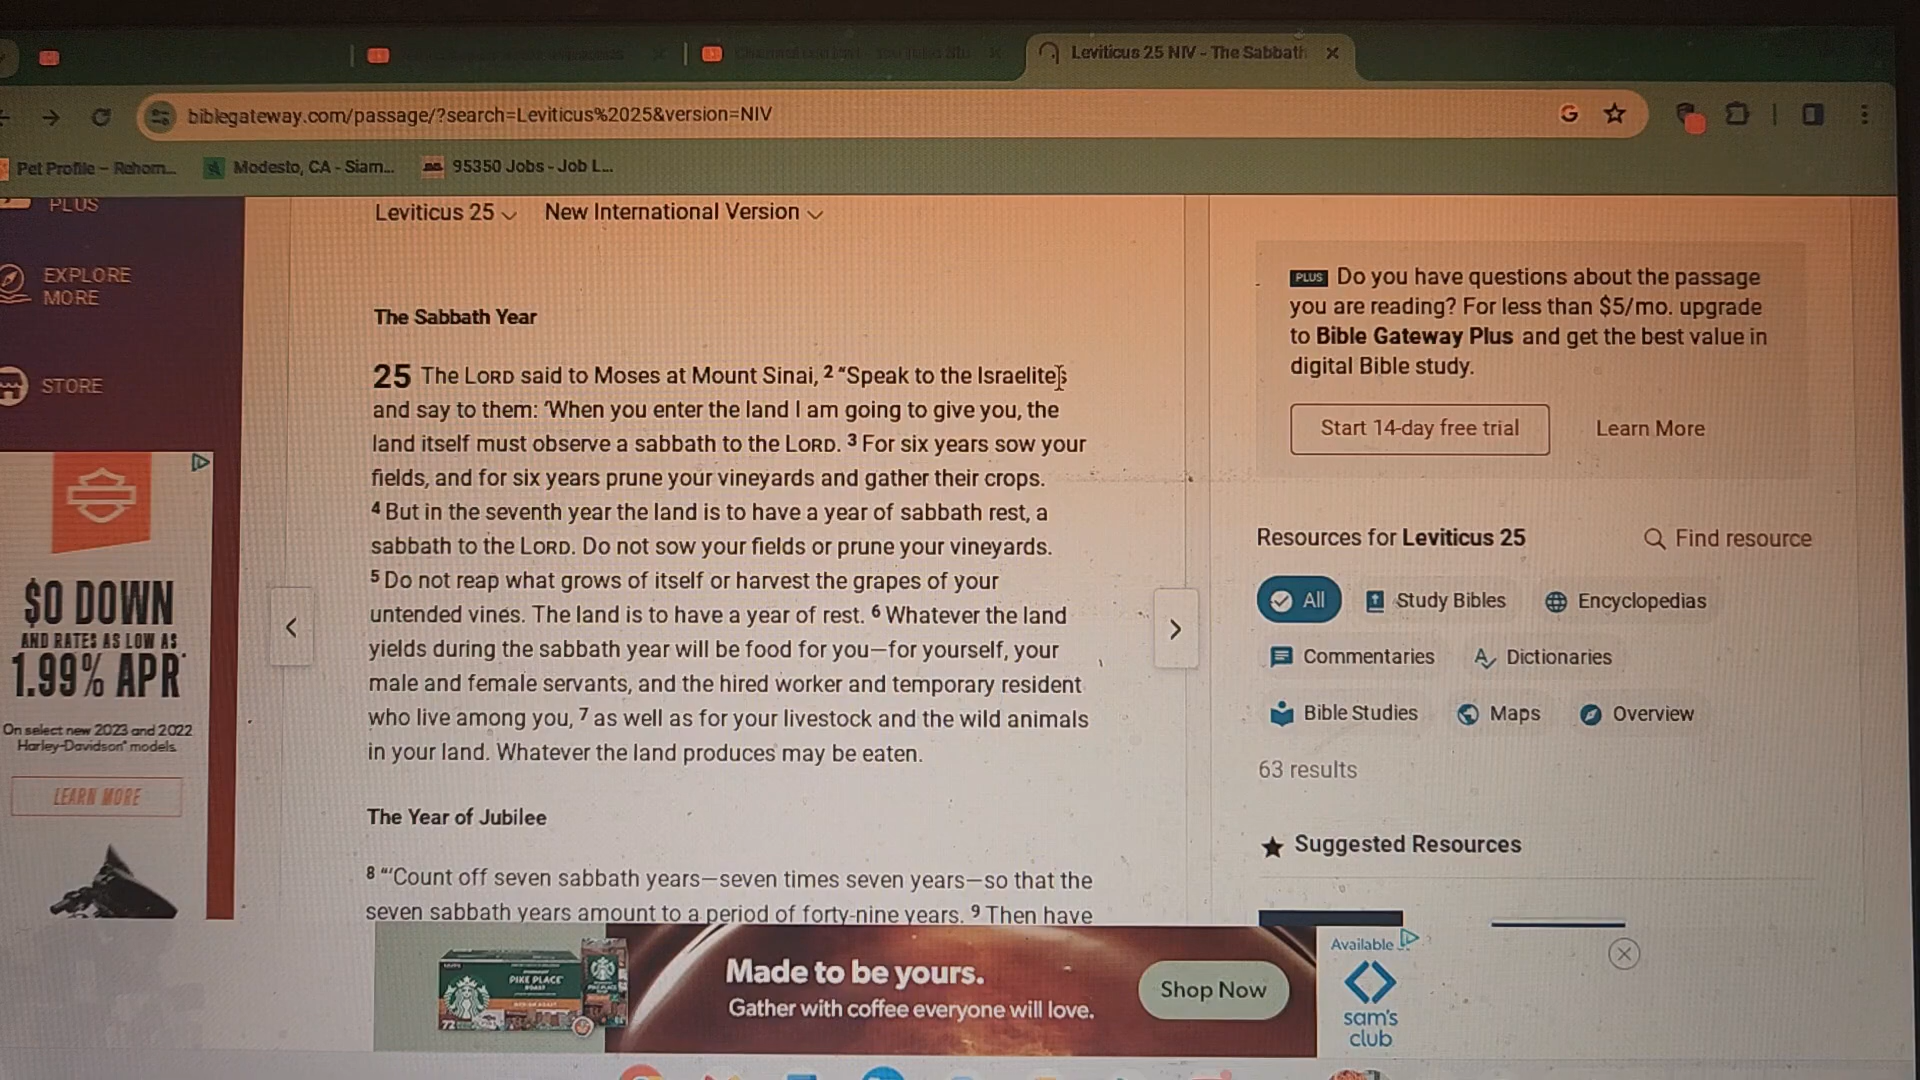 Leviticus 25 NIV - The Sabbath
biblegateway.com/passage/?search=Leviticus%2025&version=NIV
Pet Profile – Rehom...
Modesto, CA - Siam...
95350 Jobs - Job L...
PLUS
EXPLORE
MORE
STORE
Leviticus 25
New International Version
The Sabbath Year
25 The LORD said to Moses at Mount Sinai, 2 “Speak to the Israelites
and say to them: ‘When you enter the land I am going to give you, the
land itself must observe a sabbath to the LORD. 3 For six years sow your
fields, and for six years prune your vineyards and gather their crops.
4 But in the seventh year the land is to have a year of sabbath rest, a
sabbath to the LORD. Do not sow your fields or prune your vineyards.
5 Do not reap what grows of itself or harvest the grapes of your
untended vines. The land is to have a year of rest. 6 Whatever the land
yields during the sabbath year will be food for you—for yourself, your
male and female servants, and the hired worker and temporary resident
who live among you, 7 as well as for your livestock and the wild animals
in your land. Whatever the land produces may be eaten.
The Year of Jubilee
8 “‘Count off seven sabbath years—seven times seven years—so that the
seven sabbath years amount to a period of forty-nine years. 9 Then have
PLUS Do you have questions about the passage
you are reading? For less than $5/mo. upgrade
to Bible Gateway Plus and get the best value in
digital Bible study.
Start 14-day free trial
Learn More
Resources for Leviticus 25
Find resource
All
Study Bibles
Encyclopedias
Commentaries
Dictionaries
Bible Studies
Maps
Overview
63 results
Suggested Resources
$0 DOWN
AND RATES AS LOW AS
1.99% APR*
On select new 2023 and 2022
Harley-Davidson® models.
LEARN MORE
PIKE PLACE
72
Made to be yours.
Gather with coffee everyone will love.
Shop Now
Available
sam's
club